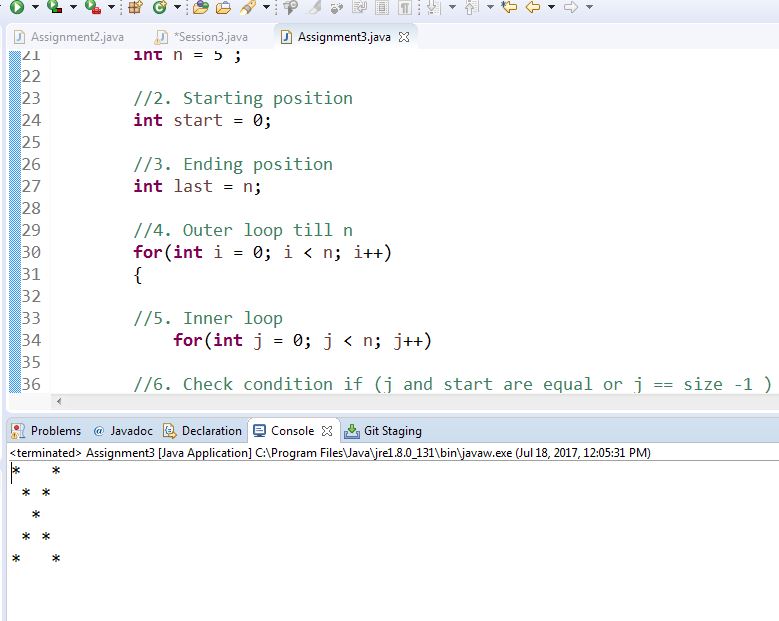 Assignment2.java *Session3.java Assignment3.java
21 int n = 5 ;
22
23 //2. Starting position
24 int start = 0;
25
26 //3. Ending position
27 int last = n;
28
29 //4. Outer loop till n
30 for(int i = 0; i < n; i++)
31 {
32
33 //5. Inner loop
34 for(int j = 0; j < n; j++)
35
36 //6. Check condition if (j and start are equal or j == size -1 )
Problems @ Javadoc Declaration Console Git Staging
<terminated> Assignment3 [Java Application] C:\Program Files\Java\jre1.8.0_131\bin\javaw.exe (Jul 18, 2017, 12:05:31 PM)
*   *
 * *
  *
 * *
*   *